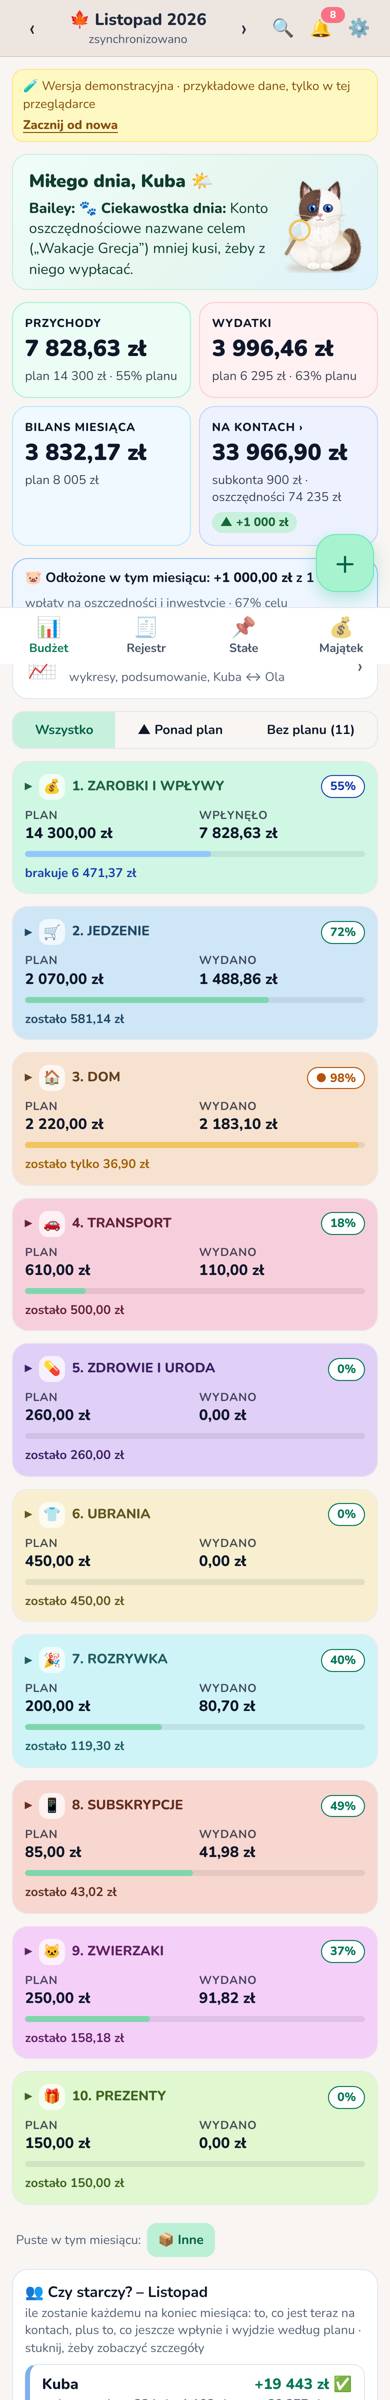 ‹ 🍁 Listopad 2026 › 🔍 🔔 8 ⚙️
zsynchronizowano
🧪 Wersja demonstracyjna · przykładowe dane, tylko w tej
przeglądarce
Zacznij od nowa
Miłego dnia, Kuba 🌤️
Bailey: 🐾 Ciekawostka dnia: Konto
oszczędnościowe nazwane celem
(„Wakacje Grecja”) mniej kusi, żeby z
niego wypłacać.
PRZYCHODY
7 828,63 zł
plan 14 300 zł · 55% planu
WYDATKI
3 996,46 zł
plan 6 295 zł · 63% planu
BILANS MIESIĄCA
3 832,17 zł
plan 8 005 zł
NA KONTACH ›
33 966,90 zł
subkonta 900 zł ·
oszczędności 74 235 zł
▲ +1 000 zł
🐷 Odłożone w tym miesiącu: +1 000,00 zł z 1
wpłaty na oszczędności i inwestycje · 67% celu
+
📊 Budżet
🧾 Rejestr
📌 Stałe
💰 Majątek
wykresy, podsumowanie, Kuba ↔ Ola
›
Wszystko
▲ Ponad plan
Bez planu (11)
▶ 💰 1. ZAROBKI I WPŁYWY 55%
PLAN WPŁYNĘŁO
14 300,00 zł 7 828,63 zł
brakuje 6 471,37 zł
▶ 🛒 2. JEDZENIE 72%
PLAN WYDANO
2 070,00 zł 1 488,86 zł
zostało 581,14 zł
▶ 🏠 3. DOM ● 98%
PLAN WYDANO
2 220,00 zł 2 183,10 zł
zostało tylko 36,90 zł
▶ 🚗 4. TRANSPORT 18%
PLAN WYDANO
610,00 zł 110,00 zł
zostało 500,00 zł
▶ 💊 5. ZDROWIE I URODA 0%
PLAN WYDANO
260,00 zł 0,00 zł
zostało 260,00 zł
▶ 👕 6. UBRANIA 0%
PLAN WYDANO
450,00 zł 0,00 zł
zostało 450,00 zł
▶ 🎉 7. ROZRYWKA 40%
PLAN WYDANO
200,00 zł 80,70 zł
zostało 119,30 zł
▶ 📱 8. SUBSKRYPCJE 49%
PLAN WYDANO
85,00 zł 41,98 zł
zostało 43,02 zł
▶ 🐱 9. ZWIERZAKI 37%
PLAN WYDANO
250,00 zł 91,82 zł
zostało 158,18 zł
▶ 🎁 10. PREZENTY 0%
PLAN WYDANO
150,00 zł 0,00 zł
zostało 150,00 zł
Puste w tym miesiącu: 📦 Inne
👥 Czy starczy? – Listopad
ile zostanie każdemu na koniec miesiąca: to, co jest teraz na
kontach, plus to, co jeszcze wpłynie i wyjdzie według planu ·
stuknij, żeby zobaczyć szczegóły
Kuba +19 443 zł ✅